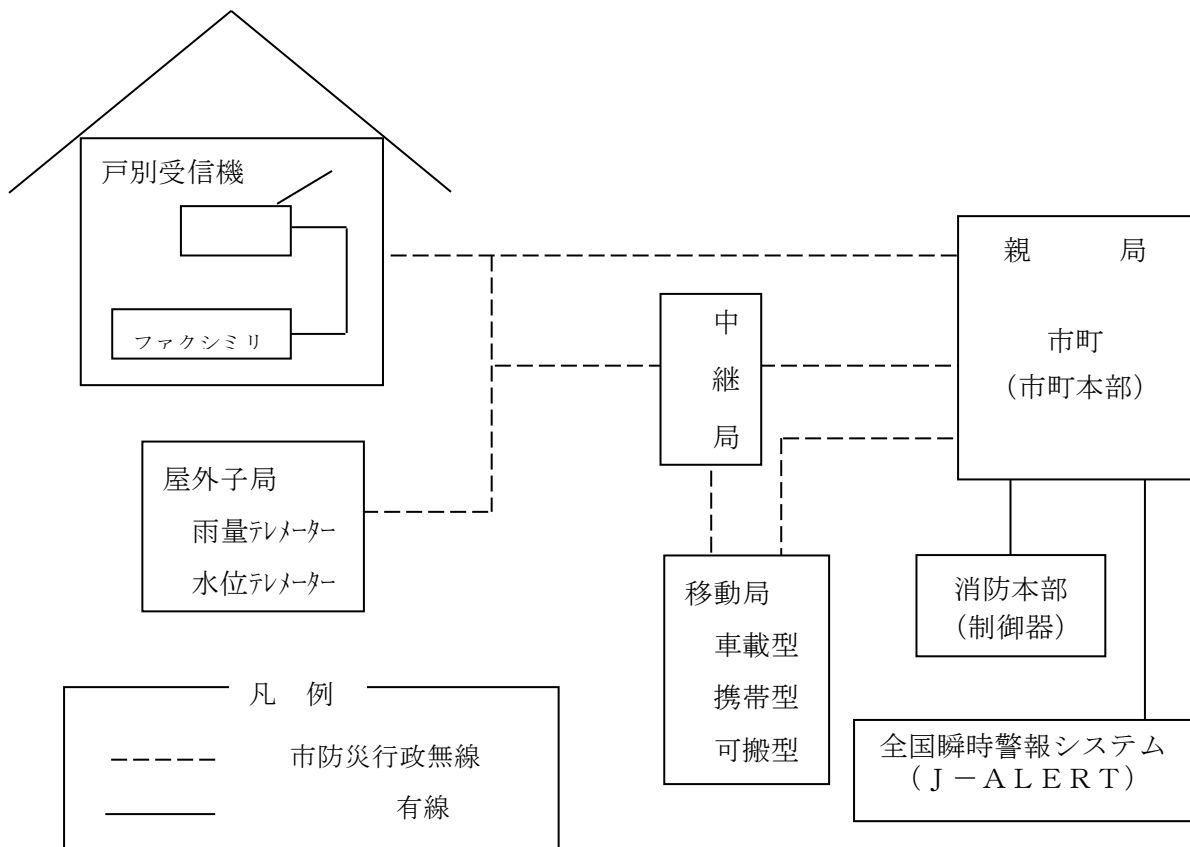 戸別受信機
ファクシミリ
親　　局
市町
（市町本部）
中
継
局
屋外子局
雨量テレメーター
水位テレメーター
移動局
車載型
携帯型
可搬型
消防本部
（制御器）
全国瞬時警報システム
（Ｊ－ＡＬＥＲＴ）
凡　例
市防災行政無線
有線